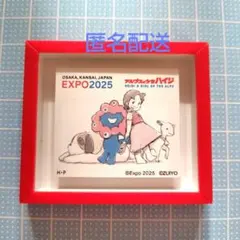 匿名配送
OSAKA, KANSAI, JAPAN
EXPO2025
アルプスの少女ハイジ
HEIDI A GIRL OF THE ALPS
H-P
©Expo 2025 ©ZUIYO